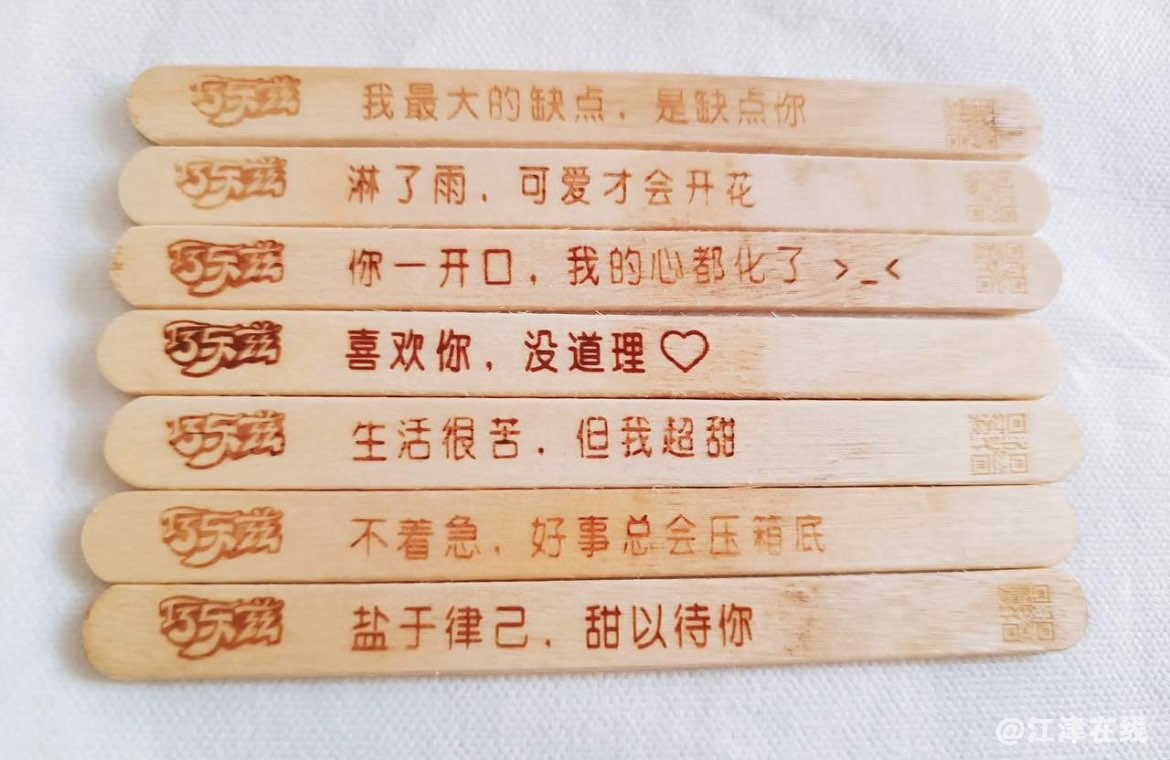 巧乐兹 我最大的缺点，是缺点你
巧乐兹 淋了雨，可爱才会开花
巧乐兹 你一开口，我的心都化了 >_<
巧乐兹 喜欢你，没道理♡
巧乐兹 生活很苦，但我超甜
巧乐兹 不着急，好事总会压箱底
巧乐兹 盐于律己，甜以待你
@江津在线